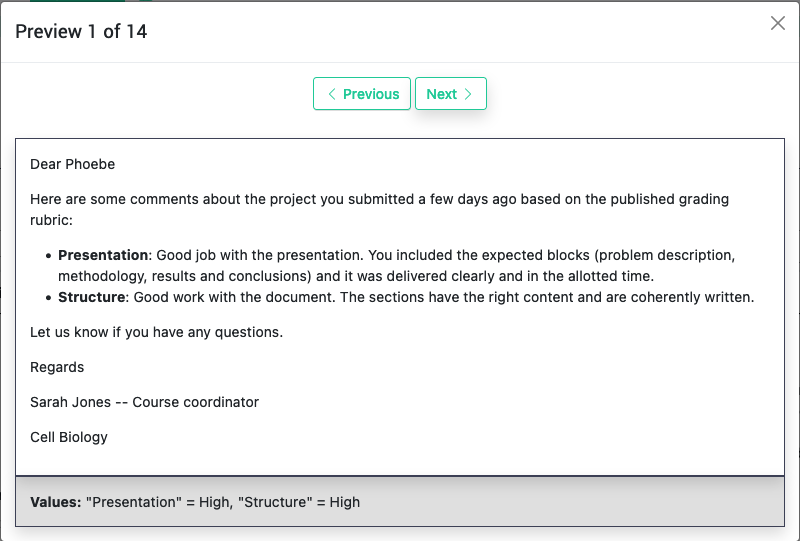 Preview 1 of 14
Previous
Next
Dear Phoebe
Here are some comments about the project you submitted a few days ago based on the published grading
rubric:
• Presentation: Good job with the presentation. You included the expected blocks (problem description,
methodology, results and conclusions) and it was delivered clearly and in the allotted time.
• Structure: Good work with the document. The sections have the right content and are coherently written.
Let us know if you have any questions.
Regards
Sarah Jones -- Course coordinator
Cell Biology
Values: "Presentation" = High, "Structure" = High